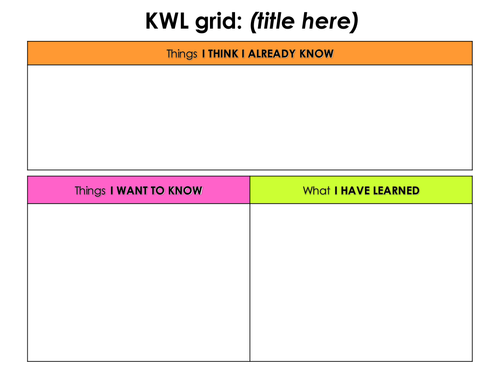 KWL grid: (title here)
Things I THINK I ALREADY KNOW
Things I WANT TO KNOW
What I HAVE LEARNED